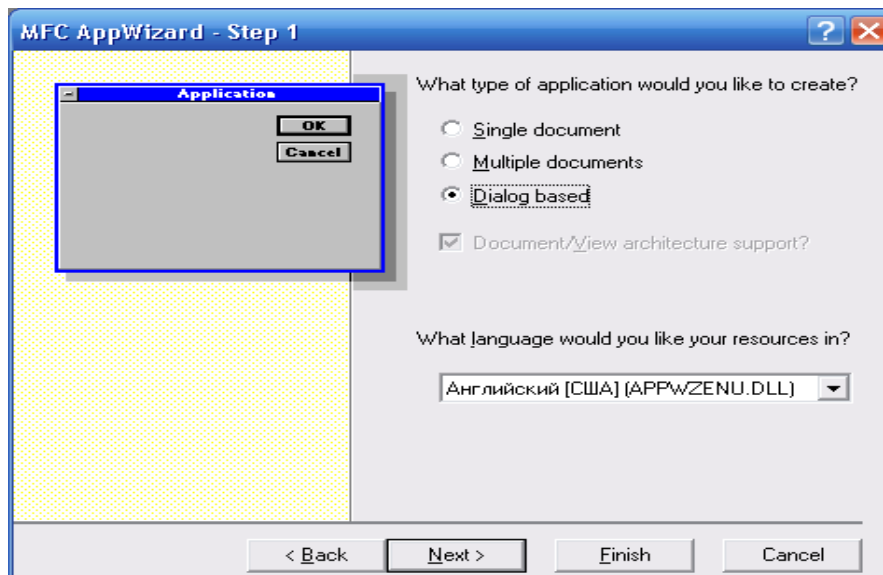 MFC AppWizard - Step 1
Application
OK
Cancel
What type of application would you like to create?
Single document
Multiple documents
Dialog based
Document/View architecture support?
What language would you like your resources in?
Английский [США] (APPWZENU.DLL)
< Back
Next >
Finish
Cancel